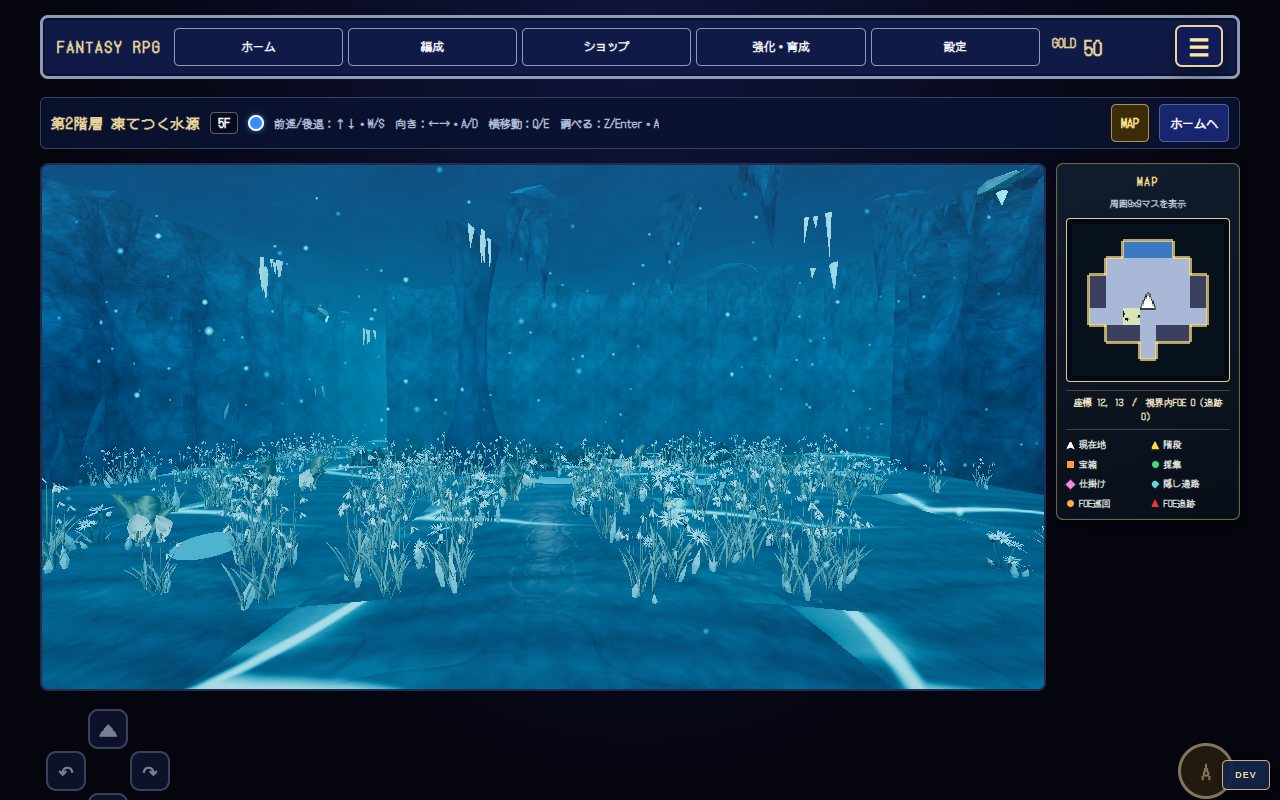 FANTASY RPG
ホーム
編成
ショップ
強化・育成
設定
GOLD 50
第2階層 凍てつく水源
5F
前進/後退：↑↓・W/S 向き：←→・A/D 横移動：Q/E 調べる：Z/Enter・A
MAP
ホームへ
MAP
周囲9x9マスを表示
座標 12, 13 / 視界内FOE 0（追跡
0）
現在地
階段
宝箱
採集
仕掛け
隠し通路
FOE巡回
FOE追跡
A
DEV